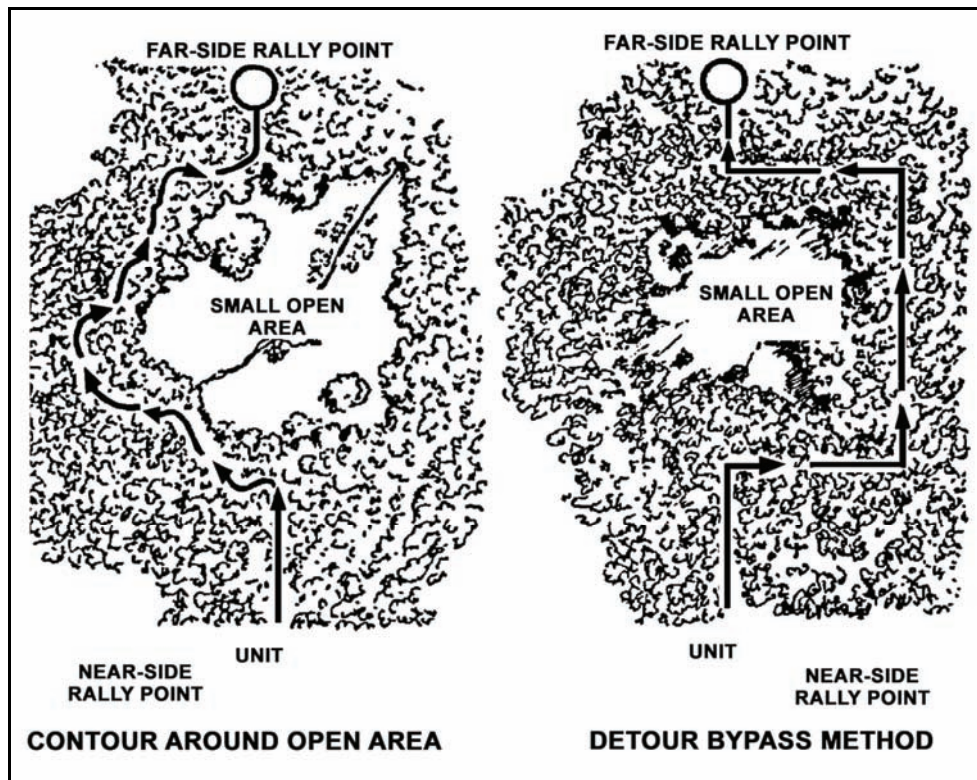 FAR-SIDE RALLY POINT
SMALL OPEN
AREA
UNIT
NEAR-SIDE
RALLY POINT
CONTOUR AROUND OPEN AREA
FAR-SIDE RALLY POINT
SMALL OPEN
AREA
UNIT
NEAR-SIDE
RALLY POINT
DETOUR BYPASS METHOD